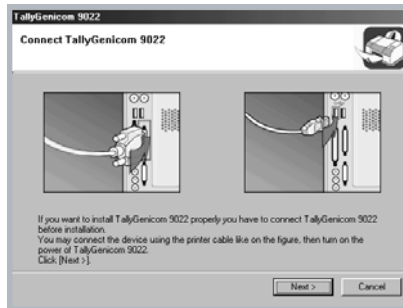 TallyGenicom 9022
Connect TallyGenicom 9022
If you want to install TallyGenicom 9022 properly you have to connect TallyGenicom 9022
before installation.
You may connect the device using the printer cable like on the figure, then turn on the
power of TallyGenicom 9022.
Click [Next >].
Next >
Cancel